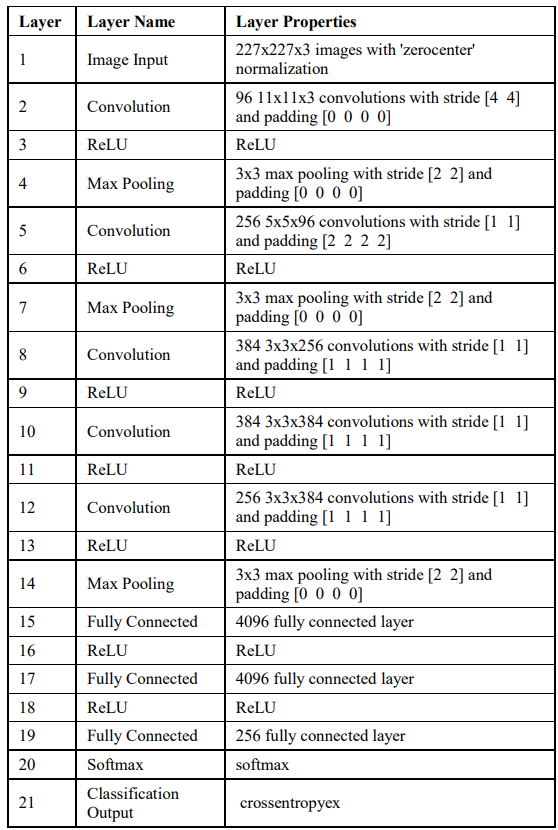 Layer Layer Name Layer Properties
1 Image Input 227x227x3 images with 'zerocenter'
normalization
2 Convolution 96 11x11x3 convolutions with stride [4 4]
and padding [0 0 0 0]
3 ReLU ReLU
4 Max Pooling 3x3 max pooling with stride [2 2] and
padding [0 0 0 0]
5 Convolution 256 5x5x96 convolutions with stride [1 1]
and padding [2 2 2 2]
6 ReLU ReLU
7 Max Pooling 3x3 max pooling with stride [2 2] and
padding [0 0 0 0]
8 Convolution 384 3x3x256 convolutions with stride [1 1]
and padding [1 1 1 1]
9 ReLU ReLU
10 Convolution 384 3x3x384 convolutions with stride [1 1]
and padding [1 1 1 1]
11 ReLU ReLU
12 Convolution 256 3x3x384 convolutions with stride [1 1]
and padding [1 1 1 1]
13 ReLU ReLU
14 Max Pooling 3x3 max pooling with stride [2 2] and
padding [0 0 0 0]
15 Fully Connected 4096 fully connected layer
16 ReLU ReLU
17 Fully Connected 4096 fully connected layer
18 ReLU ReLU
19 Fully Connected 256 fully connected layer
20 Softmax softmax
21 Classification
Output crossentropyex